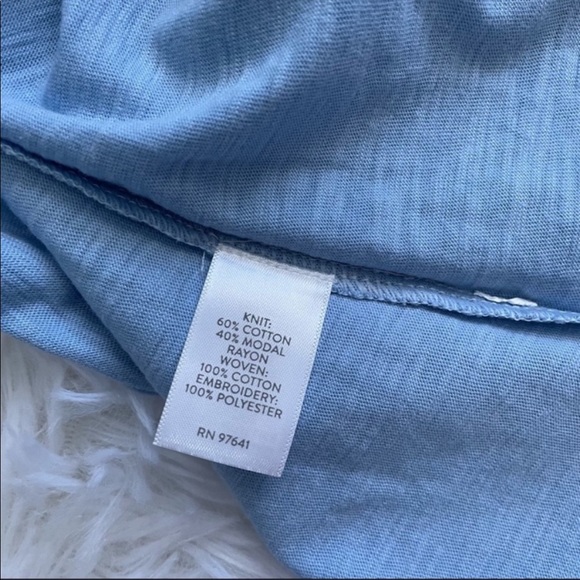 KNIT:
60% COTTON
40% MODAL
RAYON
WOVEN:
100% COTTON
EMBROIDERY:
100% POLYESTER
RN 97641